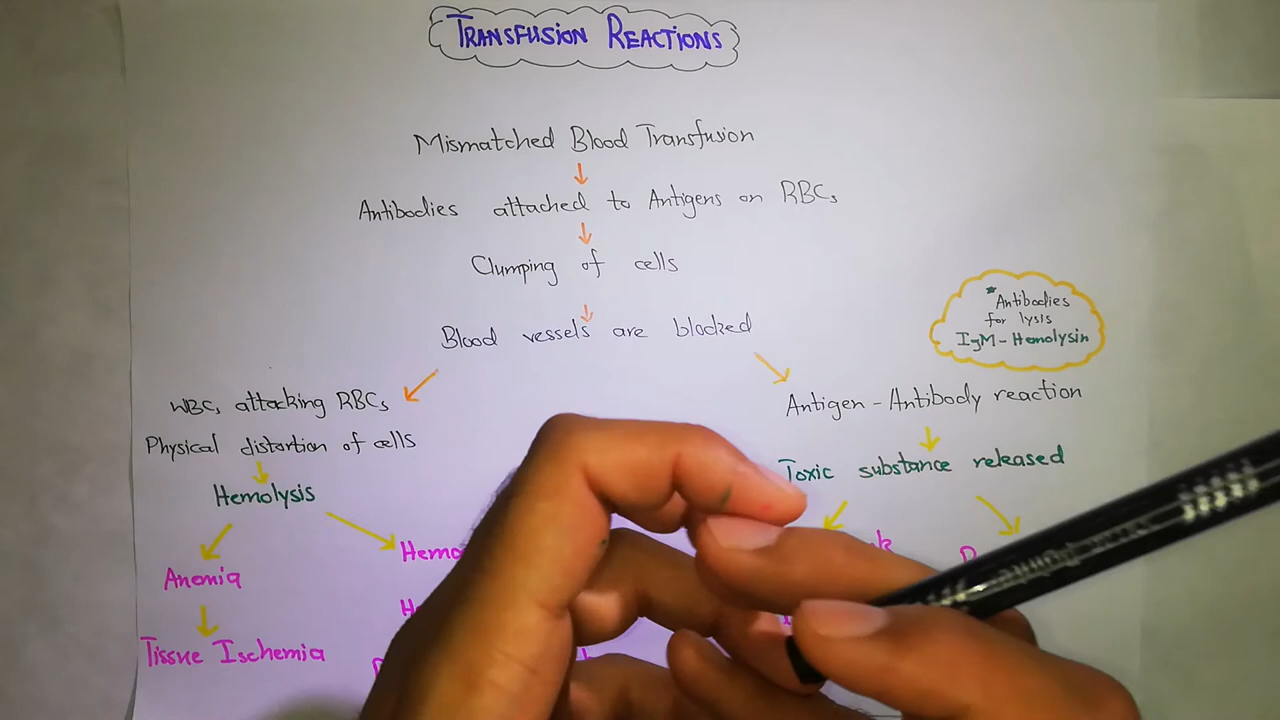 TRANSFUSION REACTIONS
Mismatched Blood Transfusion
Antibodies attached to Antigens on RBCs
Clumping of cells
Blood vessels are blocked
* Antibodies
for lysis
IgM - Hemolysin
WBCs attacking RBCs
Antigen - Antibody reaction
Physical distortion of cells
Toxic substance released
Hemolysis
Anemia
Tissue Ischemia